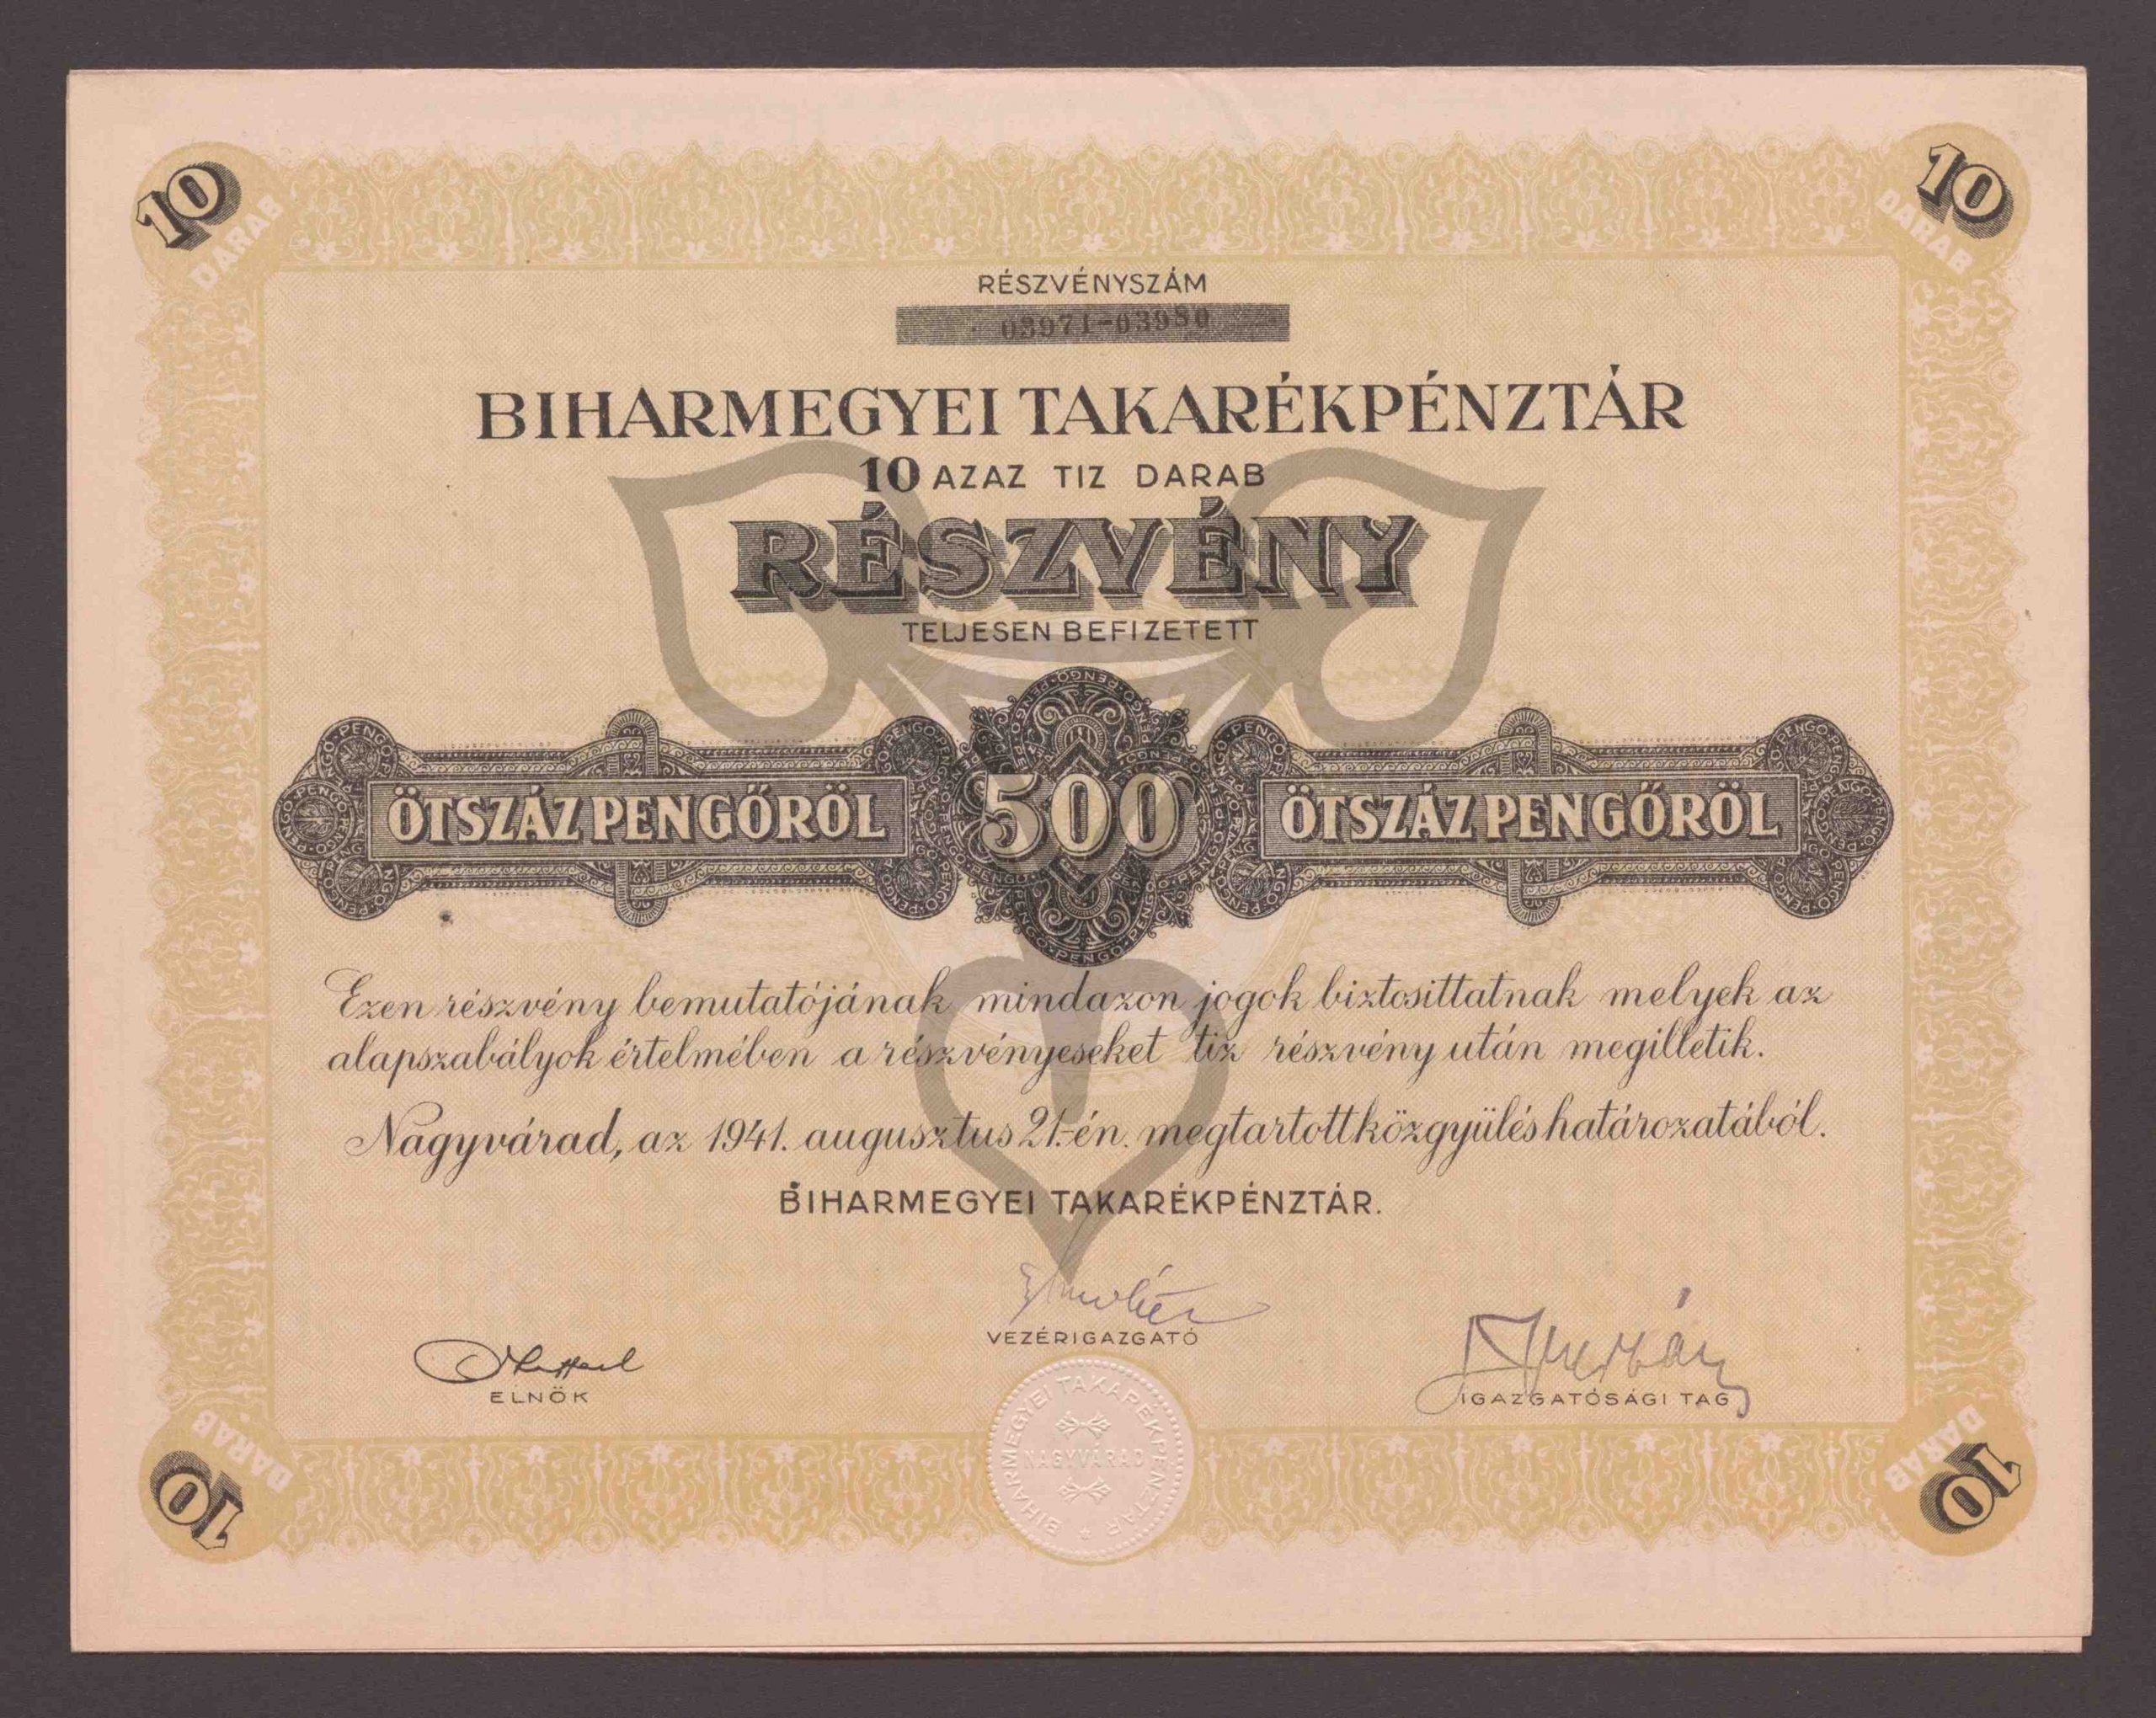 10
DARAB
10
DARAB
RÉSZVÉNYSZÁM
03971-03980
BIHARMEGYEI TAKARÉKPÉNZTÁR
10 AZAZ TIZ DARAB
RÉSZVÉNY
TELJESEN BEFIZETETT
ÖTSZÁZ PENGŐRÖL
500
ÖTSZÁZ PENGŐRÖL
Ezen részvény bemutatójának mindazon jogok biztosittatnak melyek az
alapszabályok értelmében a részvényeseket tiz részvény után megilletik.
Nagyvárad, az 1941. augusztus 21.-én. megtartott közgyülés határozatából.
BIHARMEGYEI TAKARÉKPÉNZTÁR.
VEZÉRIGAZGATÓ
ELNÖK
IGAZGATÓSÁGI TAG
BIHARMEGYEI TAKARÉKPÉNZTÁR
NAGYVÁRAD
DARAB
10
DARAB
10